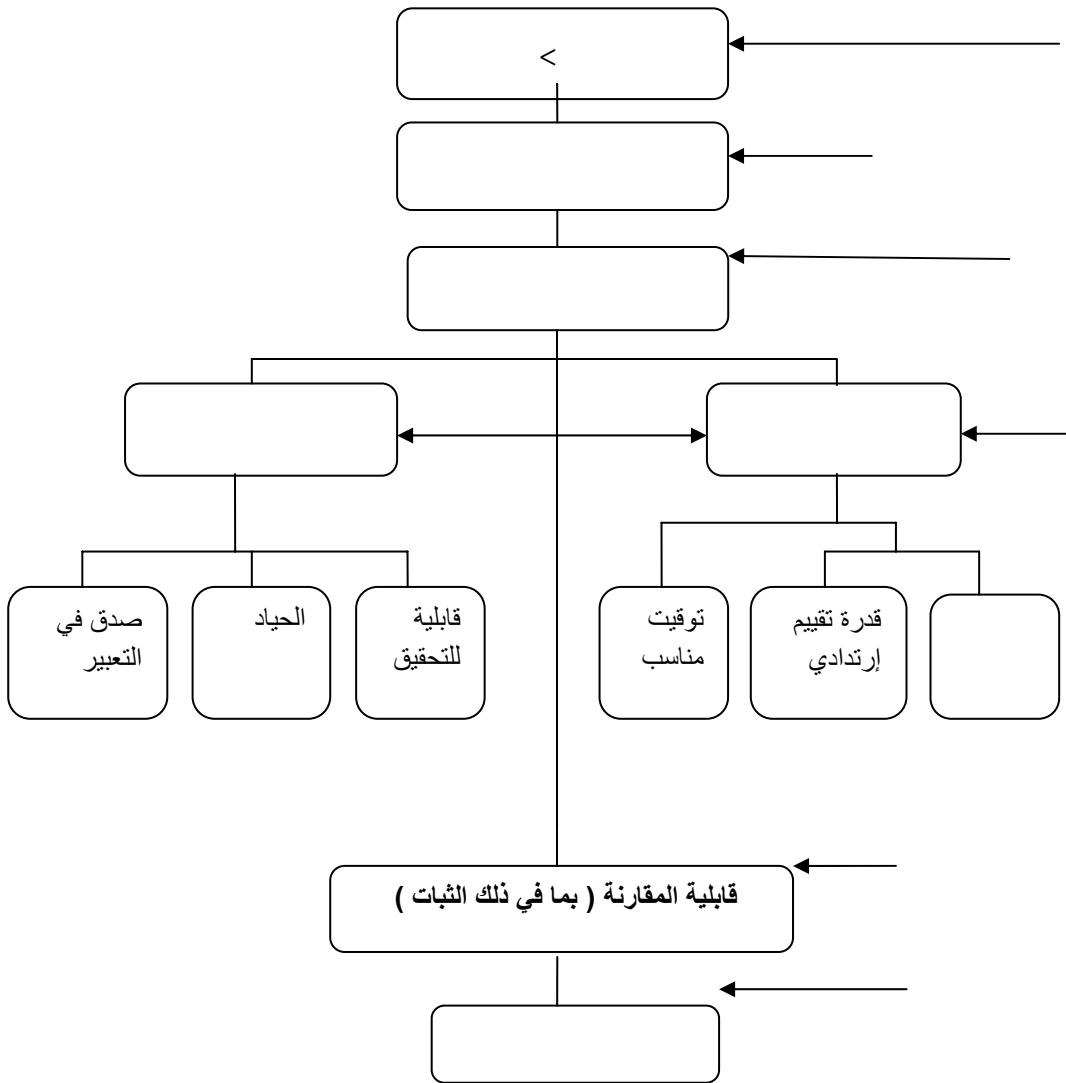 <
قدرة تقييم
إرتدادي
توقيت
مناسب
قابلية
للتحقيق
الحياد
صدق في
التعبير
قابلية المقارنة ( بما في ذلك الثبات )